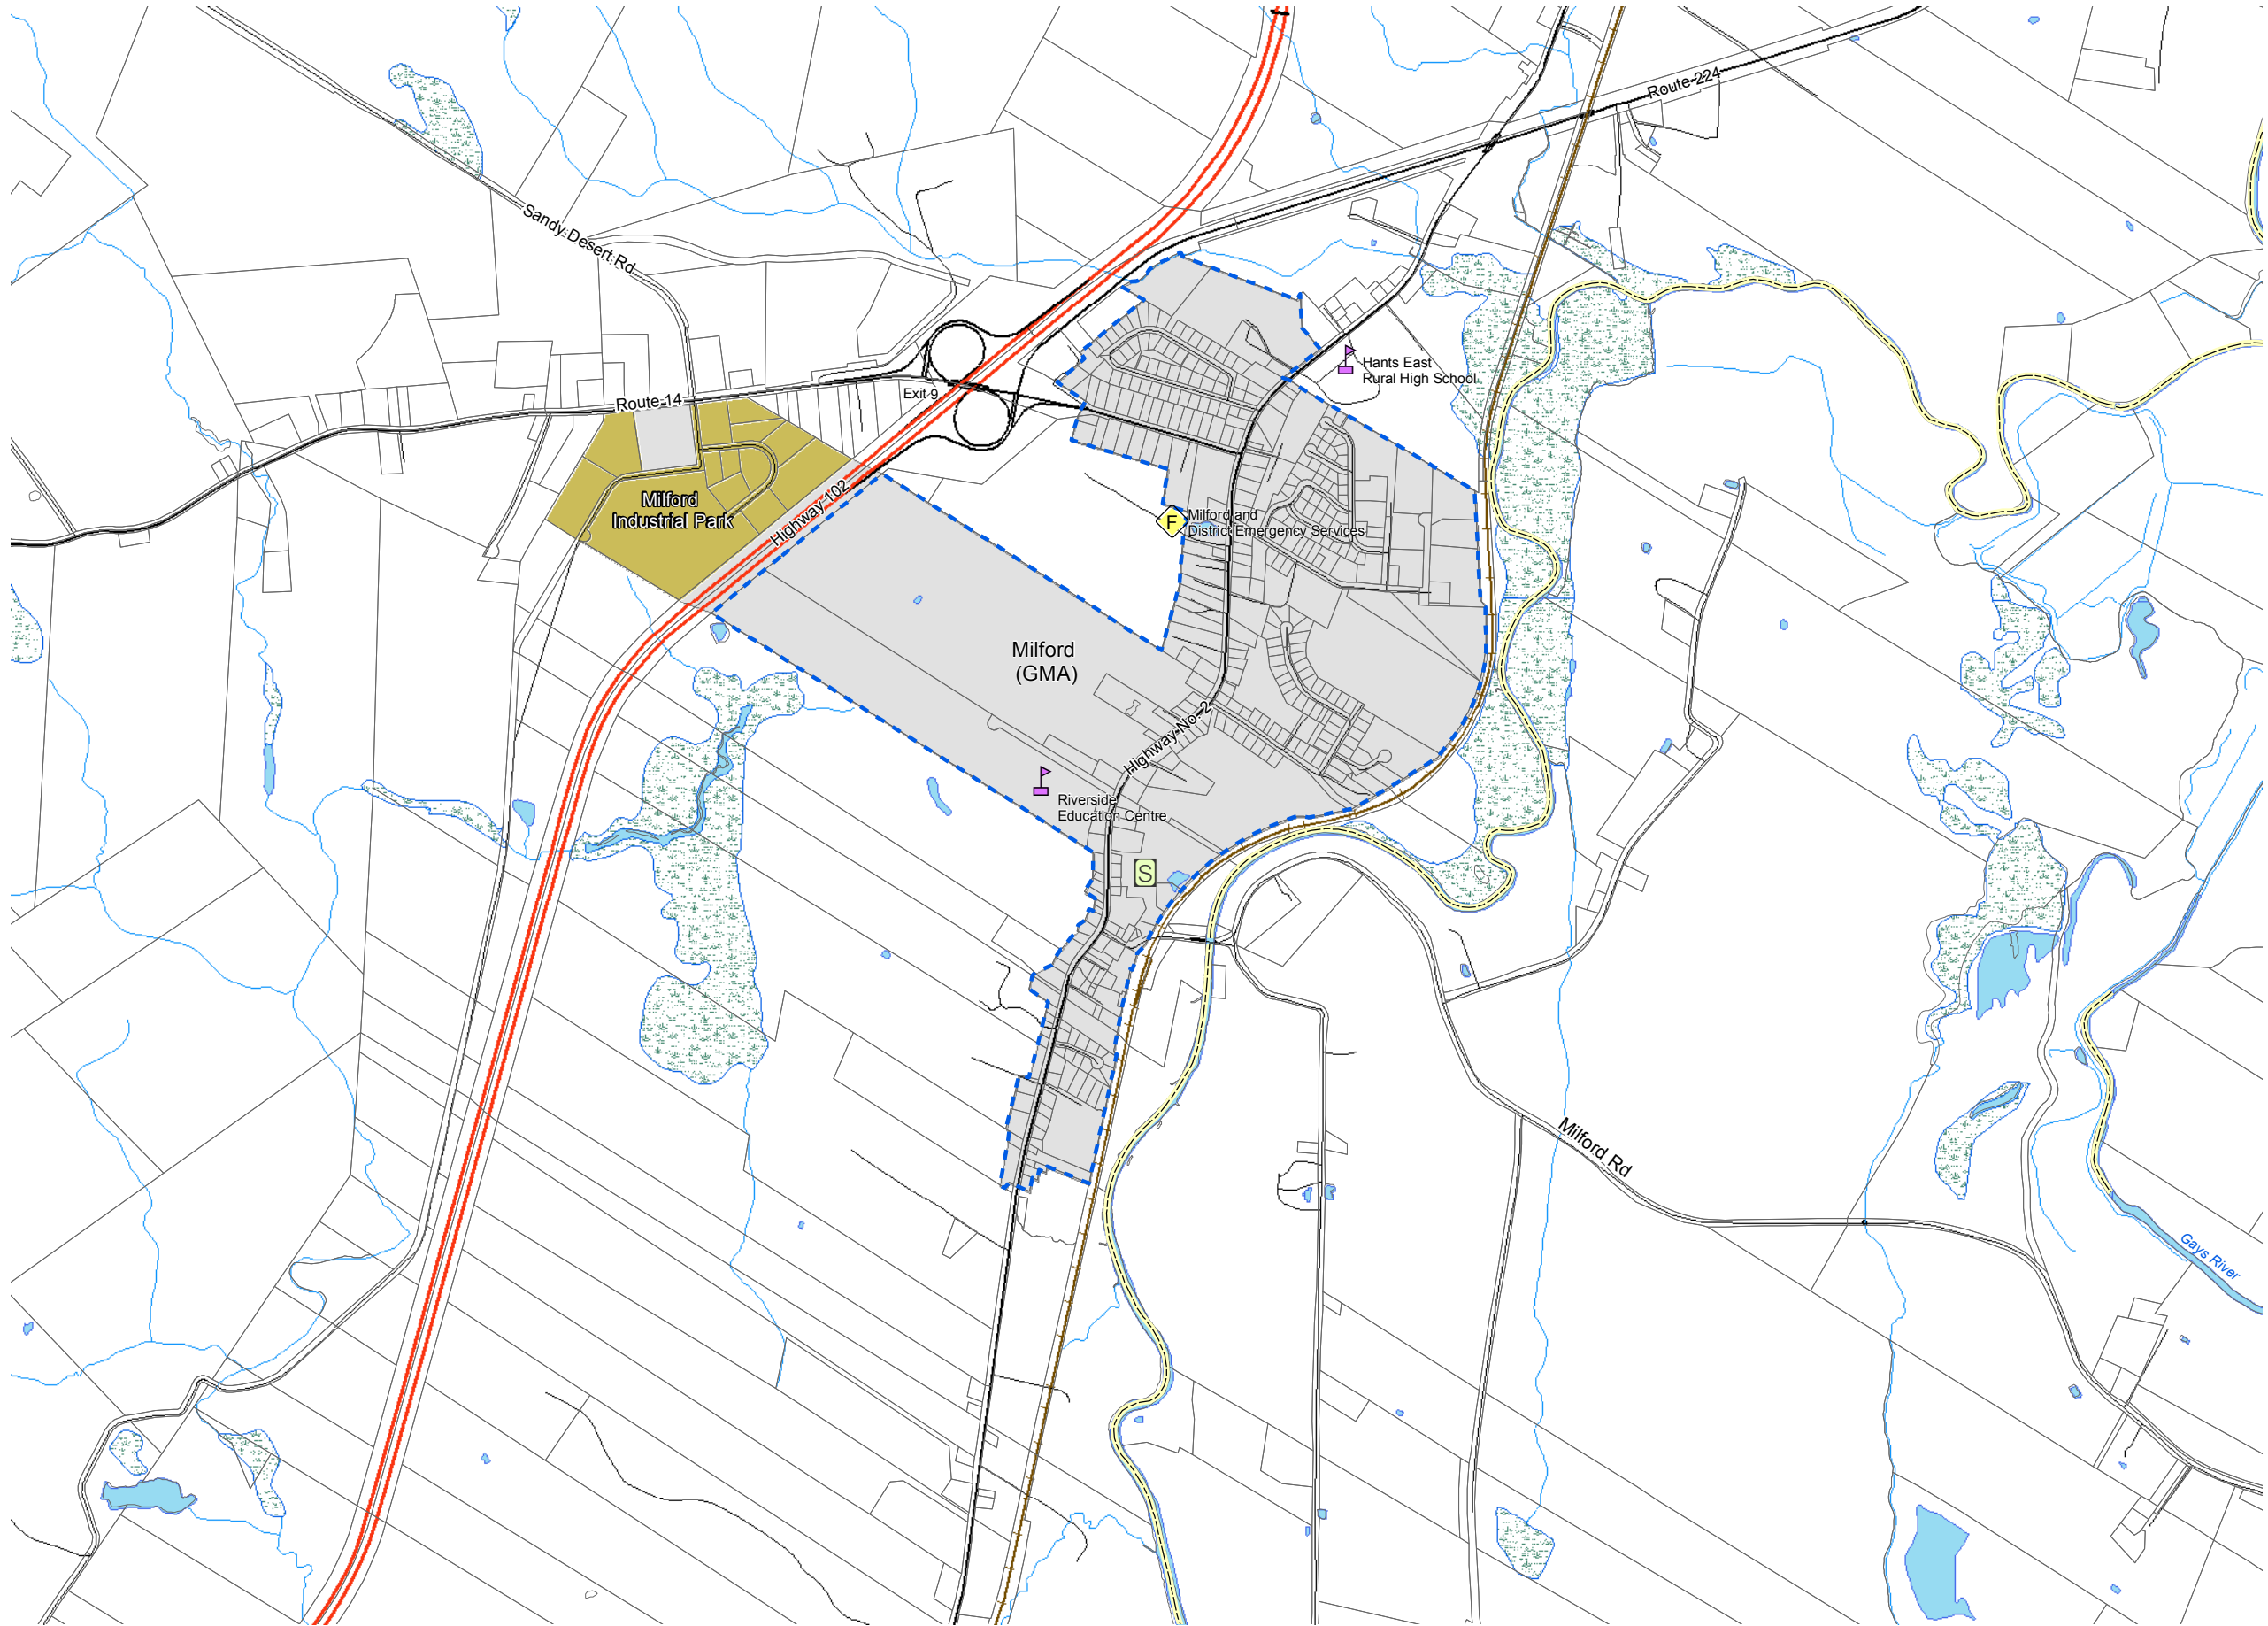 Route 224
Sandy Desert Rd
Hants East
Rural High School
Exit 9
Route 14
Milford
Industrial Park
Highway 102
F
Milford and
District Emergency Services
Milford
(GMA)
Highway No. 2
Riverside
Education Centre
S
Milford Rd
Gays River